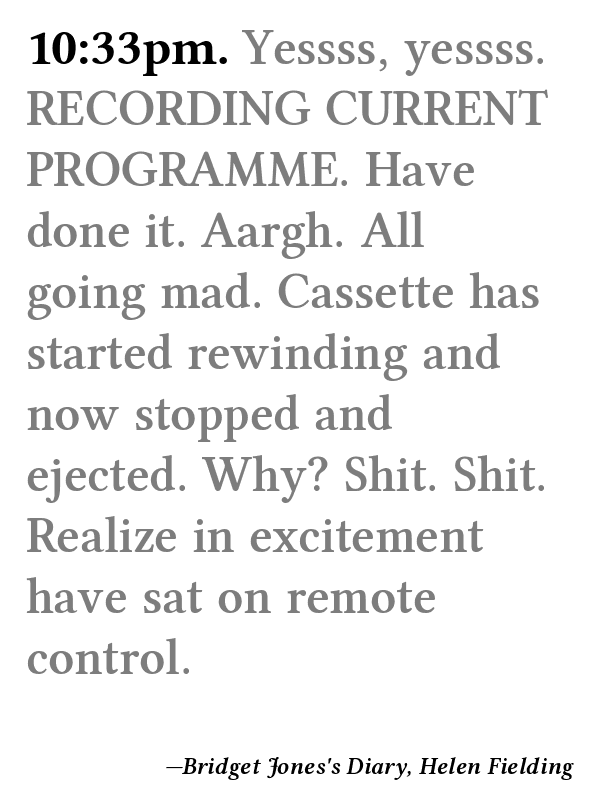 10:33pm. Yessss, yessss.
RECORDING CURRENT
PROGRAMME. Have
done it. Aargh. All
going mad. Cassette has
started rewinding and
now stopped and
ejected. Why? Shit. Shit.
Realize in excitement
have sat on remote
control.
—Bridget Jones's Diary, Helen Fielding